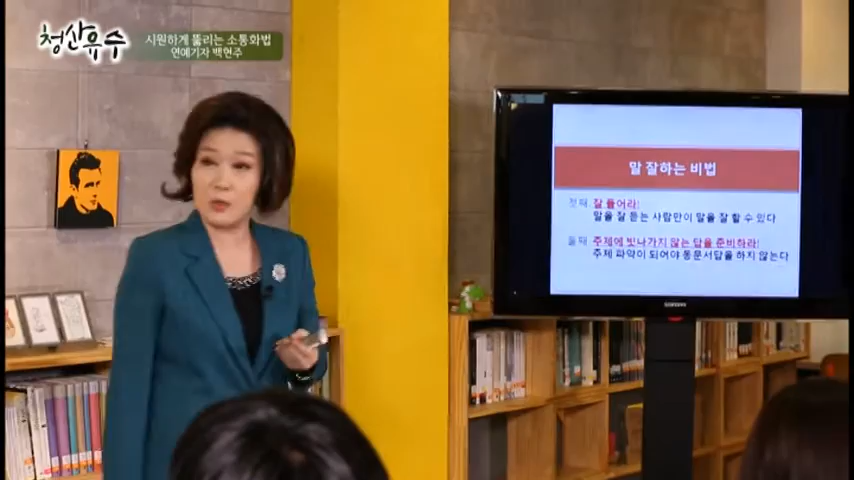 청산유수
시원하게 뚫리는 소통화법
연예기자 백현주
말 잘하는 비법
첫째, 잘 들어라!
말을 잘 듣는 사람만이 말을 잘 할 수 있다
둘째, 주제에 빗나가지 않는 답을 준비하라!
주제 파악이 되어야 동문서답을 하지 않는다
SAMSUNG